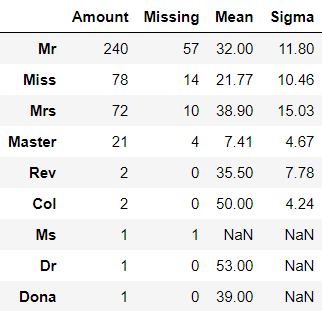 Amount Missing Mean Sigma
Mr 240 57 32.00 11.80
Miss 78 14 21.77 10.46
Mrs 72 10 38.90 15.03
Master 21 4 7.41 4.67
Rev 2 0 35.50 7.78
Col 2 0 50.00 4.24
Ms 1 1 NaN NaN
Dr 1 0 53.00 NaN
Dona 1 0 39.00 NaN